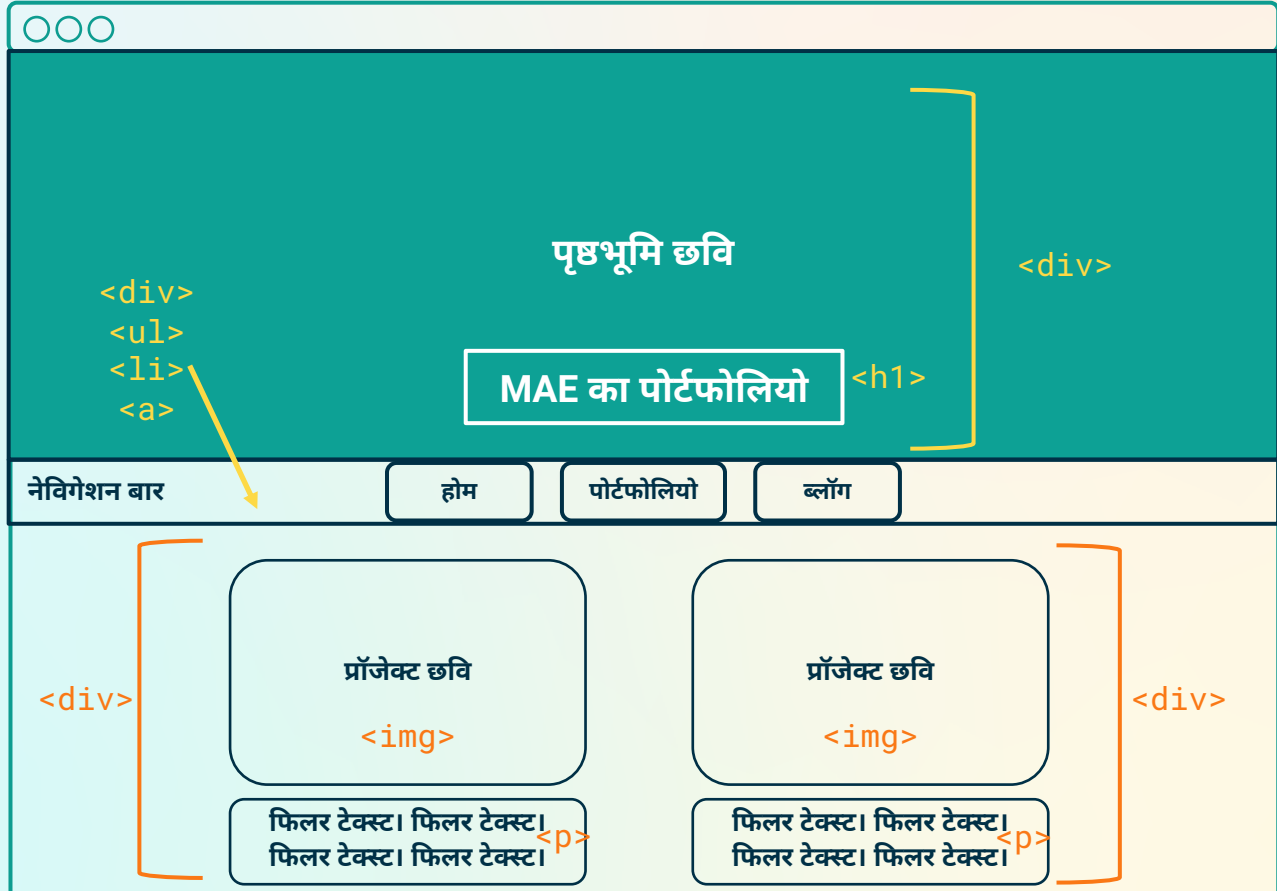 पृष्ठभूमि छवि
<div>
<div>
<ul>
<li>
<a>
MAE का पोर्टफोलियो
<h1>
नेविगेशन बार
होम
पोर्टफोलियो
ब्लॉग
<div>
प्रॉजेक्ट छवि
<img>
फिलर टेक्स्ट। फिलर टेक्स्ट।
फिलर टेक्स्ट। फिलर टेक्स्ट।
<p>
प्रॉजेक्ट छवि
<img>
फिलर टेक्स्ट। फिलर टेक्स्ट।
फिलर टेक्स्ट। फिलर टेक्स्ट।
<p>
<div>